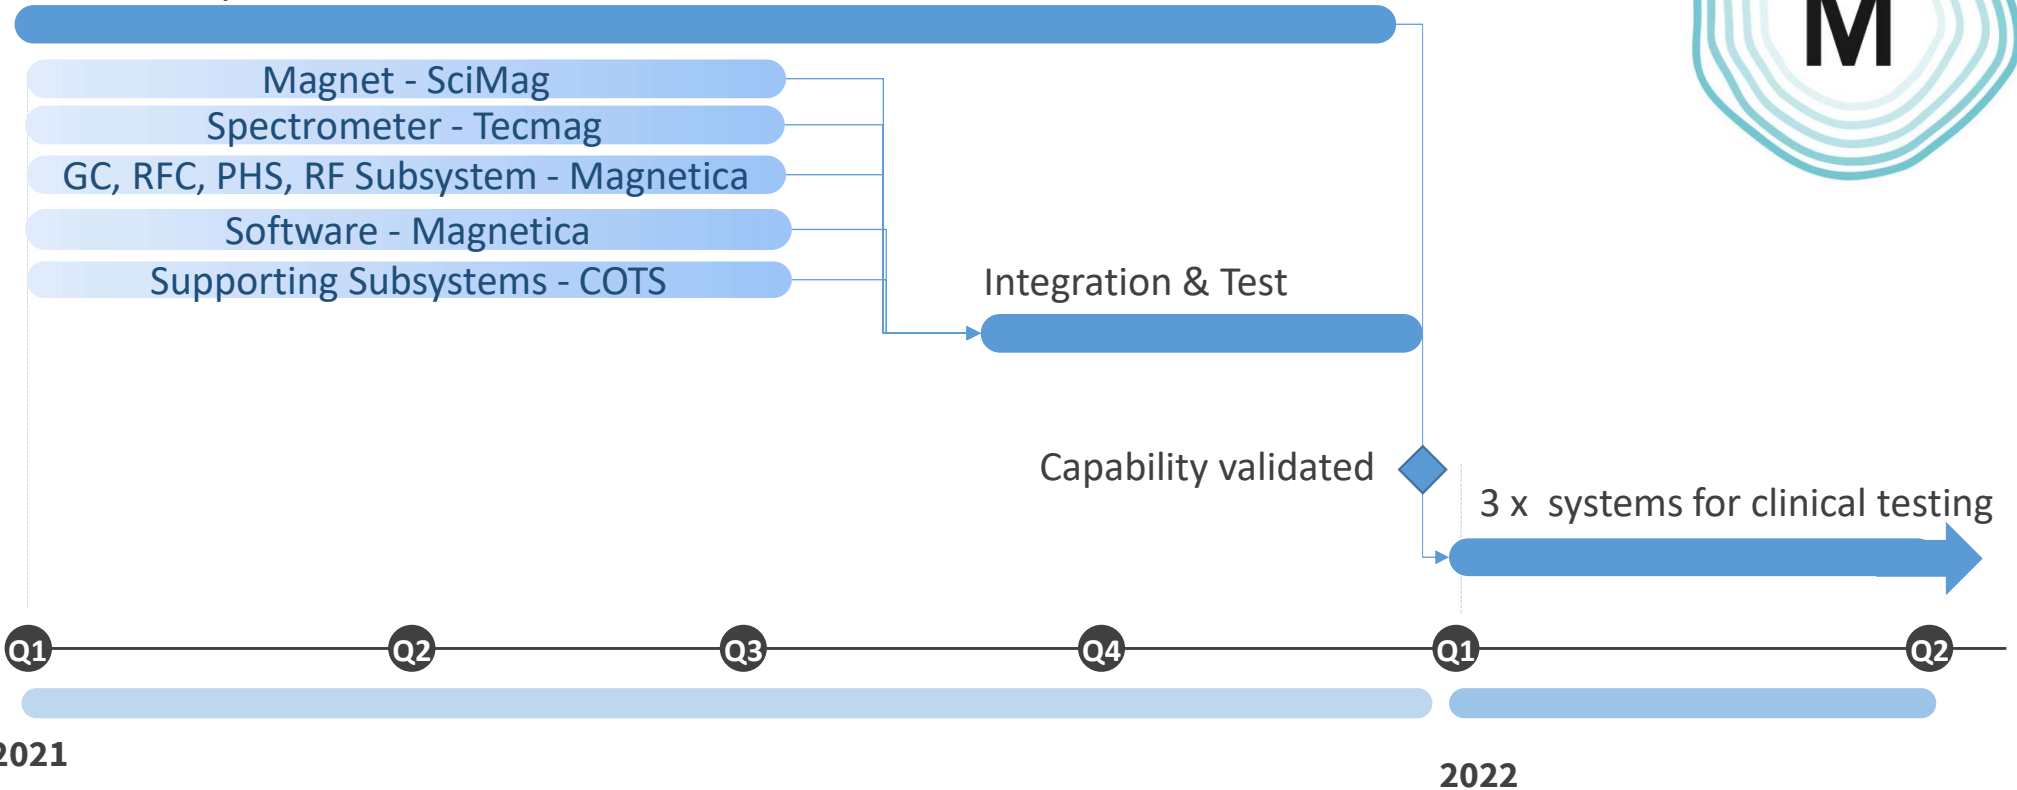 M
Magnet - SciMag
Spectrometer - Tecmag
GC, RFC, PHS, RF Subsystem - Magnetica
Software - Magnetica
Supporting Subsystems - COTS
Integration & Test
Capability validated
3 x systems for clinical testing
Q1
Q2
Q3
Q4
Q1
Q2
2021
2022